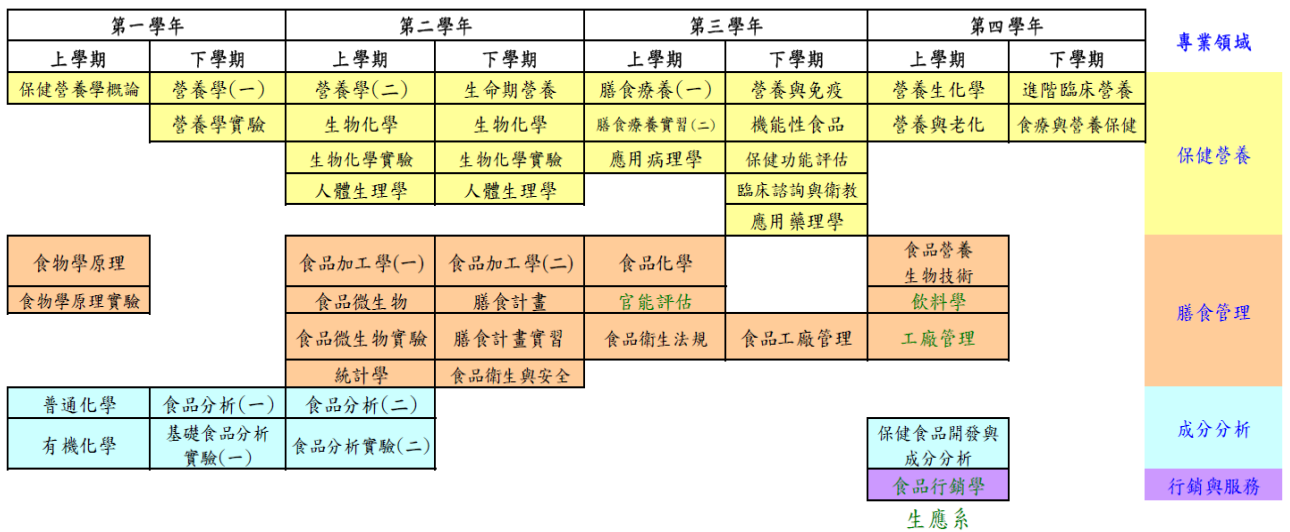 第一學年 第二學年 第三學年 第四學年 專業領域
上學期 下學期 上學期 下學期 上學期 下學期 上學期 下學期
保健營養學概論 營養學(一) 營養學(二) 生命期營養 膳食療養(一) 營養與免疫 營養生化學 進階臨床營養
營養學實驗 生物化學 生物化學 膳食療養實習(二) 機能性食品 營養與老化 食療與營養保健
生物化學實驗 生物化學實驗 應用病理學 保健功能評估 保健營養
人體生理學 人體生理學 臨床諮詢與衛教
應用藥理學
食物學原理 食品加工學(一) 食品加工學(二) 食品化學 食品營養
生物技術
食物學原理實驗 食品微生物 膳食計畫 官能評估 飲料學 膳食管理
食品微生物實驗 膳食計畫實習 食品衛生法規 食品工廠管理 工廠管理
統計學 食品衛生與安全
普通化學 食品分析(一) 食品分析(二)
有機化學 基礎食品分析
實驗(一) 食品分析實驗(二) 保健食品開發與
成分分析 成分分析
食品行銷學 行銷與服務
生應系